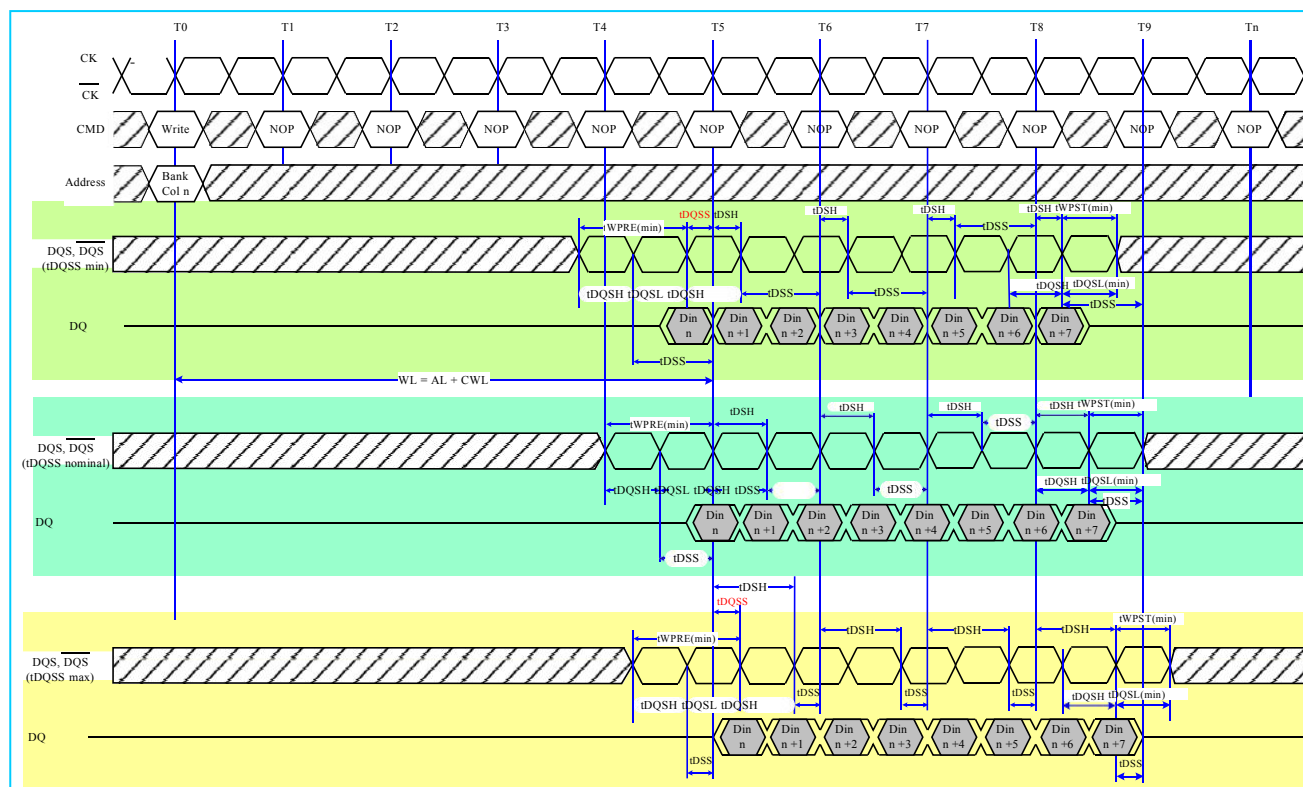 T0 T1 T2 T3 T4 T5 T6 T7 T8 T9 Tn
CK
CK
CMD Write NOP NOP NOP NOP NOP NOP NOP NOP NOP NOP
Address Bank Col n
tDQSS tDSH tDSH tDSH tDSH tWPST(min)
tWPRE(min) tDSS
DQS, DQS
(tDQSS min)
tDQSH tDQSL tDQSH tDSS tDSS tDQSH tDQSL(min)
tDSS
DQ Din n Din n +1 Din n +2 Din n +3 Din n +4 Din n +5 Din n +6 Din n +7
tDSS
WL = AL + CWL
tWPRE(min) tDSH tDSH tDSH tDSS tDSH tWPST(min)
DQS, DQS
(tDQSS nominal)
tDQSH tDQSL tDQSH tDSS tDSS tDQSH tDQSL(min)
tDSS
DQ Din n Din n +1 Din n +2 Din n +3 Din n +4 Din n +5 Din n +6 Din n +7
tDSS
tDSH
tDQSS
tWPRE(min) tDSH tDSH tDSH tWPST(min)
DQS, DQS
(tDQSS max)
tDQSH tDQSL tDQSH tDSS tDSS tDSS tDQSH tDQSL(min)
DQ Din n Din n +1 Din n +2 Din n +3 Din n +4 Din n +5 Din n +6 Din n +7
tDSS tDSS